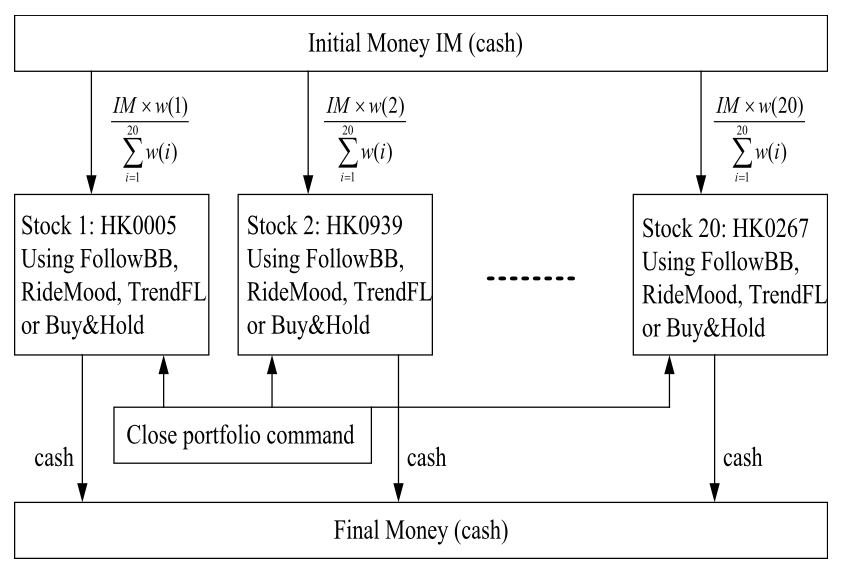 Initial Money IM (cash)
IM × w(1)
20
∑ w(i)
i=1
IM × w(2)
20
∑ w(i)
i=1
IM × w(20)
20
∑ w(i)
i=1
Stock 1: HK0005
Using FollowBB,
RideMood, TrendFL
or Buy&Hold
Stock 2: HK0939
Using FollowBB,
RideMood, TrendFL
or Buy&Hold
Stock 20: HK0267
Using FollowBB,
RideMood, TrendFL
or Buy&Hold
Close portfolio command
cash
cash
cash
Final Money (cash)